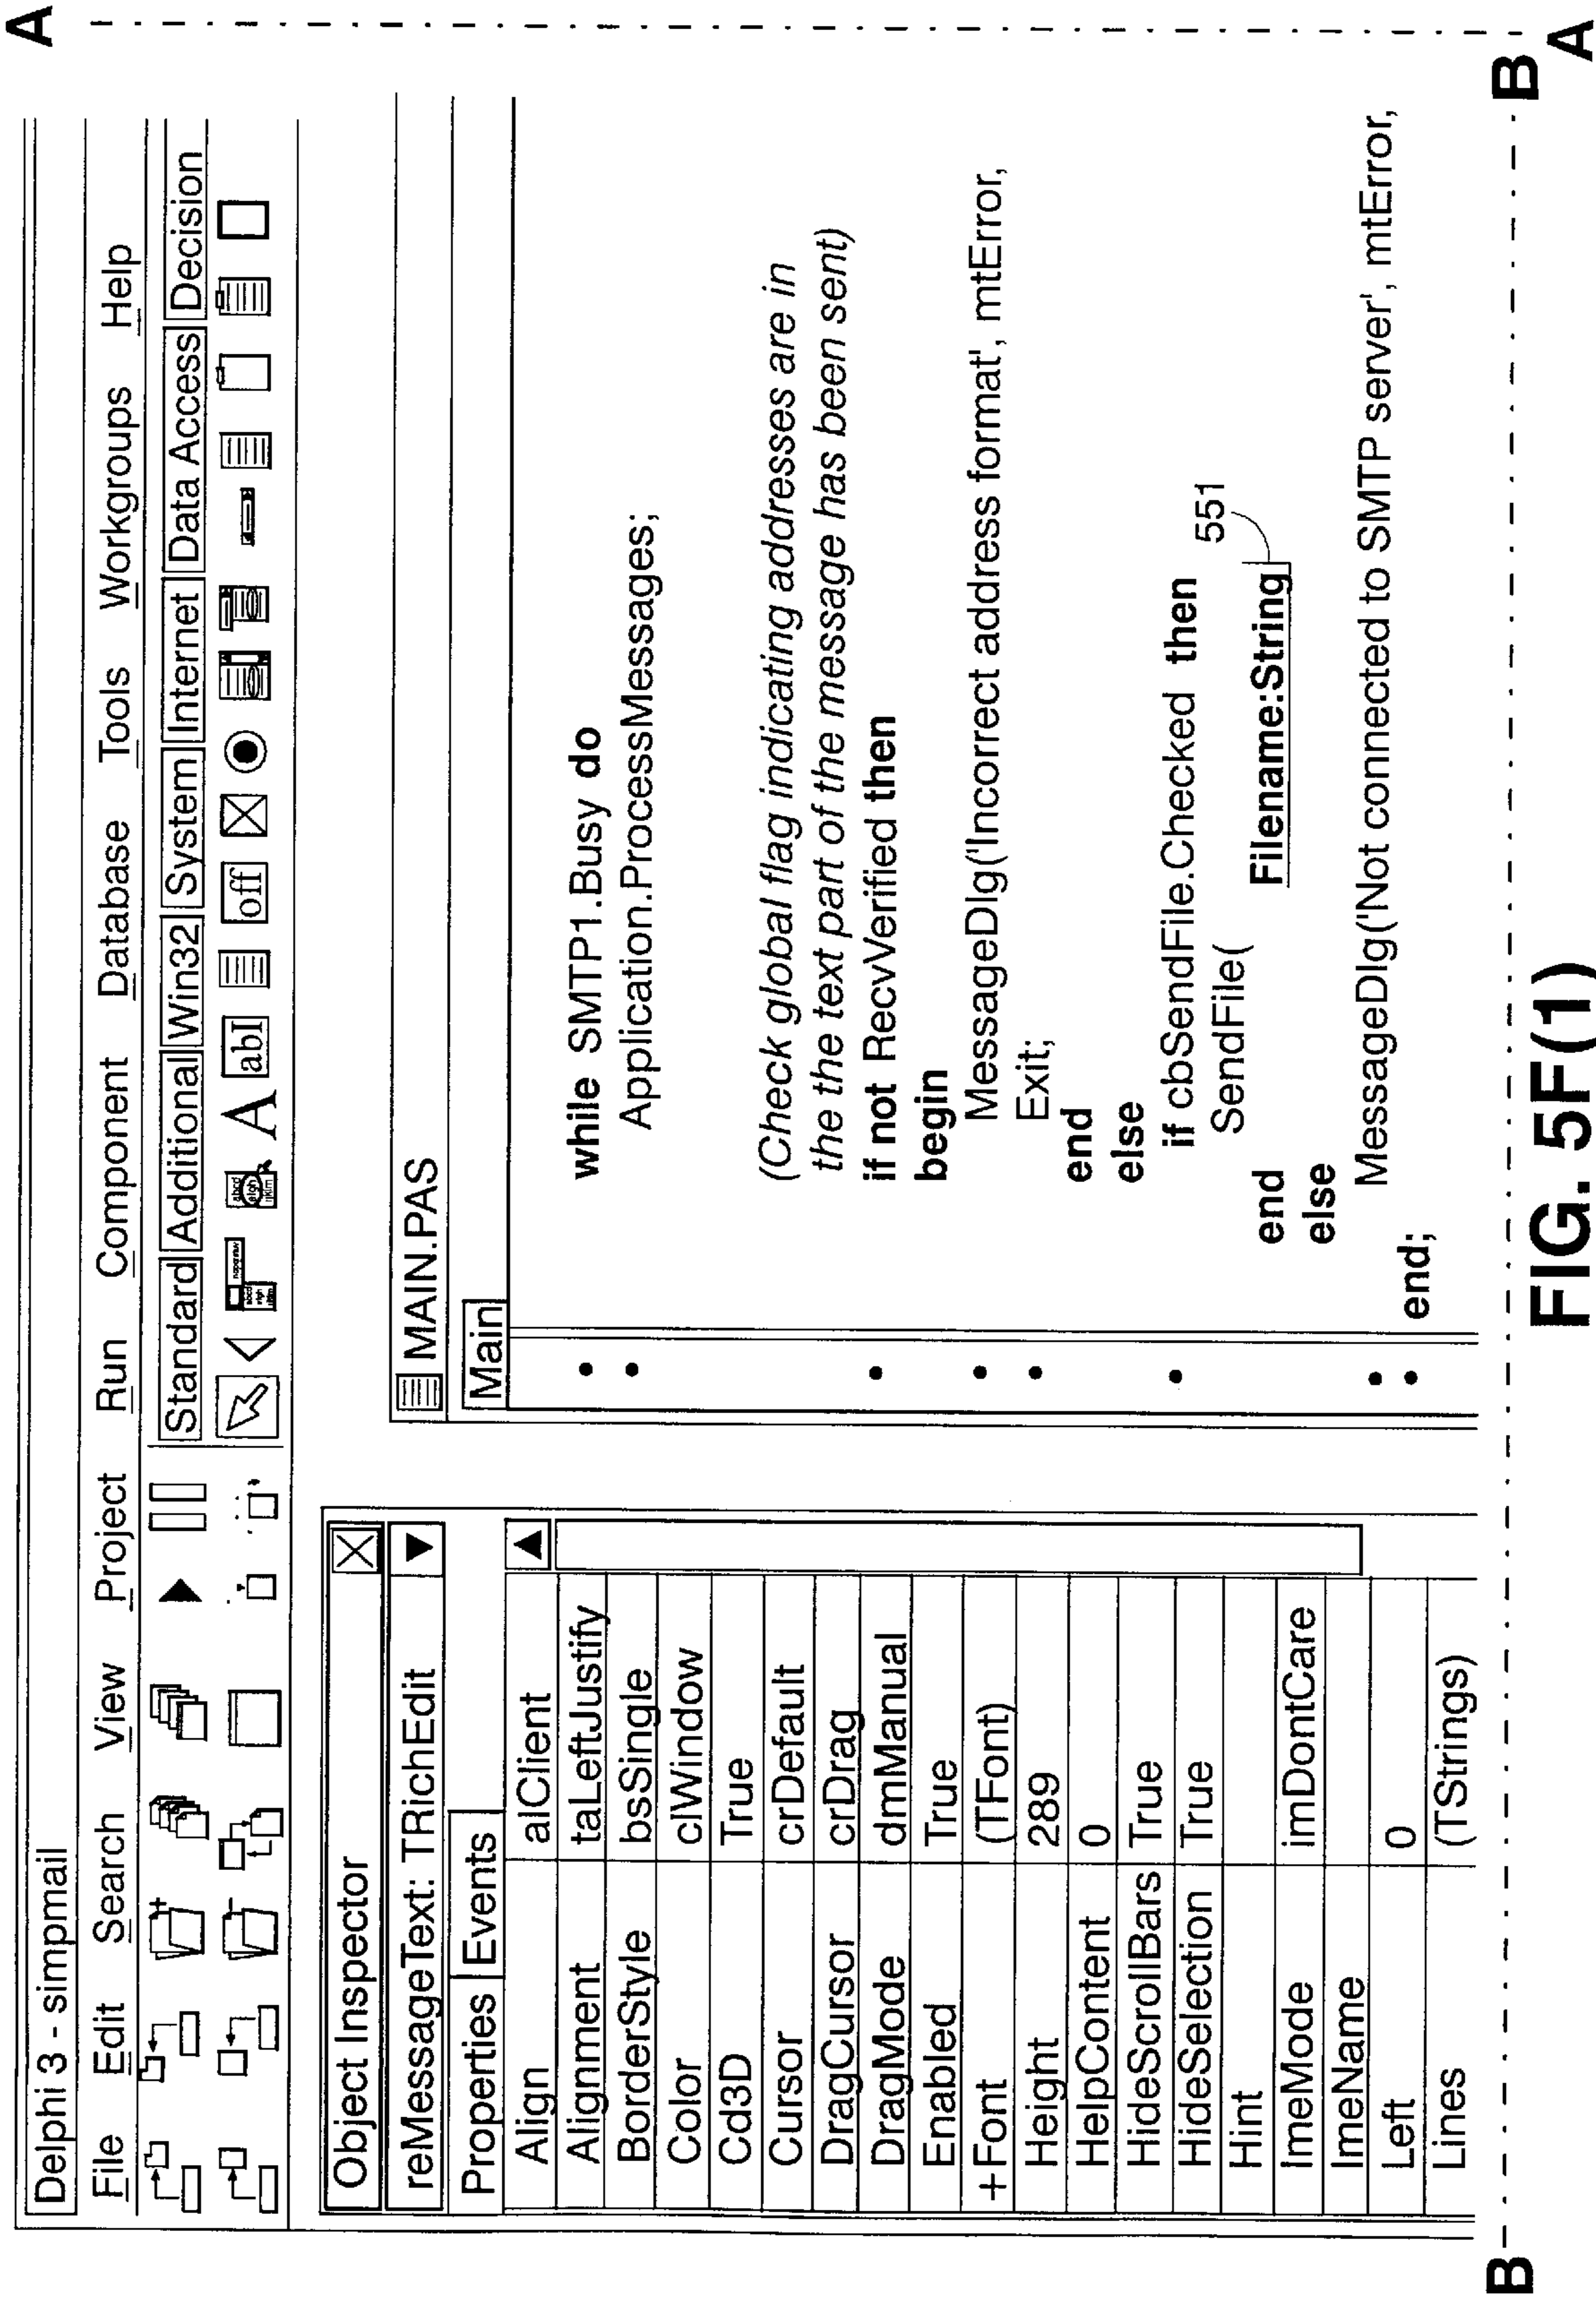 A
Delphi 3 - simpmail
File Edit Search View Project Run Component Database Tools Workgroups Help
Standard Additional Win32 System Internet Data Access Decision
A abI off
Object Inspector
reMessageText: TRichEdit
Properties Events
Align alClient
Alignment taLeftJustify
BorderStyle bsSingle
Color clWindow
Cd3D True
Cursor crDefault
DragCursor crDrag
DragMode dmManual
Enabled True
+Font (TFont)
Height 289
HelpContent 0
HideScrollBars True
HideSelection True
Hint
ImeMode imDontCare
ImeName
Left 0
Lines (TStrings)
MAIN.PAS
Main
while SMTP1.Busy do
Application.ProcessMessages;
(Check global flag indicating addresses are in
the the text part of the message has been sent)
if not RecvVerified then
begin
MessageDlg('Incorrect address format', mtError,
Exit;
end
else
if cbSendFile.Checked then
SendFile(
551
Filename:String
end
else
MessageDlg('Not connected to SMTP server', mtError,
end;
B B
A
FIG. 5F(1)